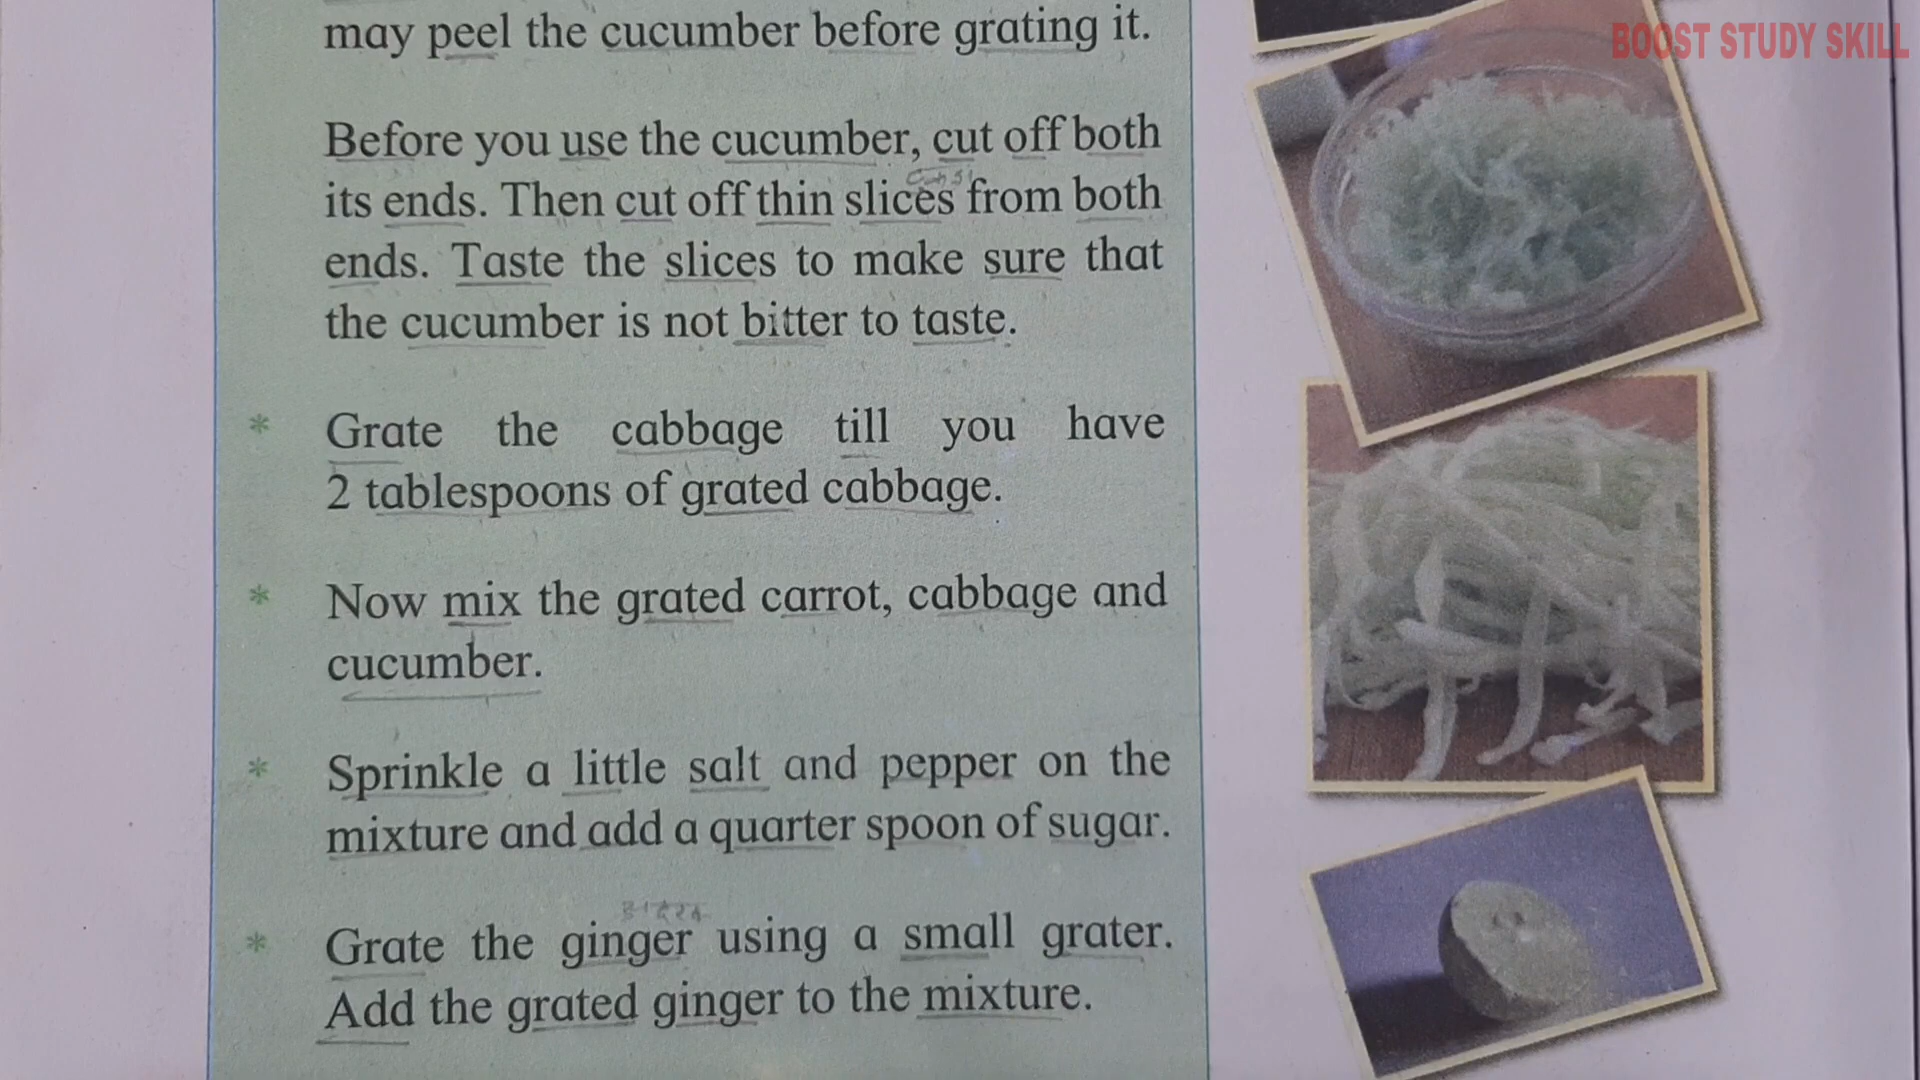 BOOST STUDY SKILL
may peel the cucumber before grating it.
Before you use the cucumber, cut off both
its ends. Then cut off thin slices from both
ends. Taste the slices to make sure that
the cucumber is not bitter to taste.
* Grate the cabbage till you have
2 tablespoons of grated cabbage.
* Now mix the grated carrot, cabbage and
cucumber.
* Sprinkle a little salt and pepper on the
mixture and add a quarter spoon of sugar.
* Grate the ginger using a small grater.
Add the grated ginger to the mixture.